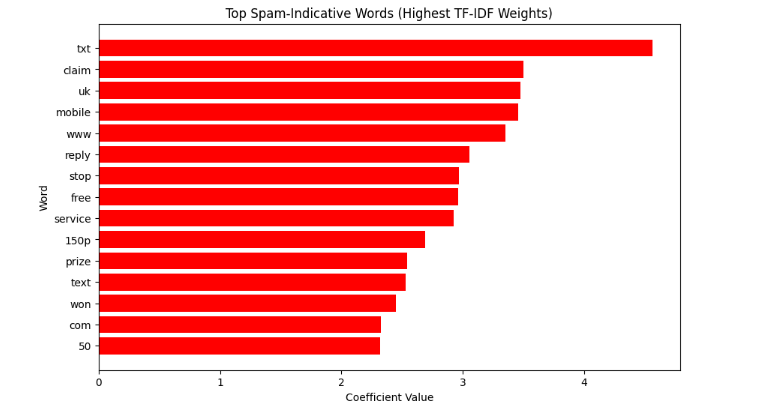 Top Spam-Indicative Words (Highest TF-IDF Weights)
Word
txt
claim
uk
mobile
www
reply
stop
free
service
150p
prize
text
won
com
50
0 1 2 3 4
Coefficient Value